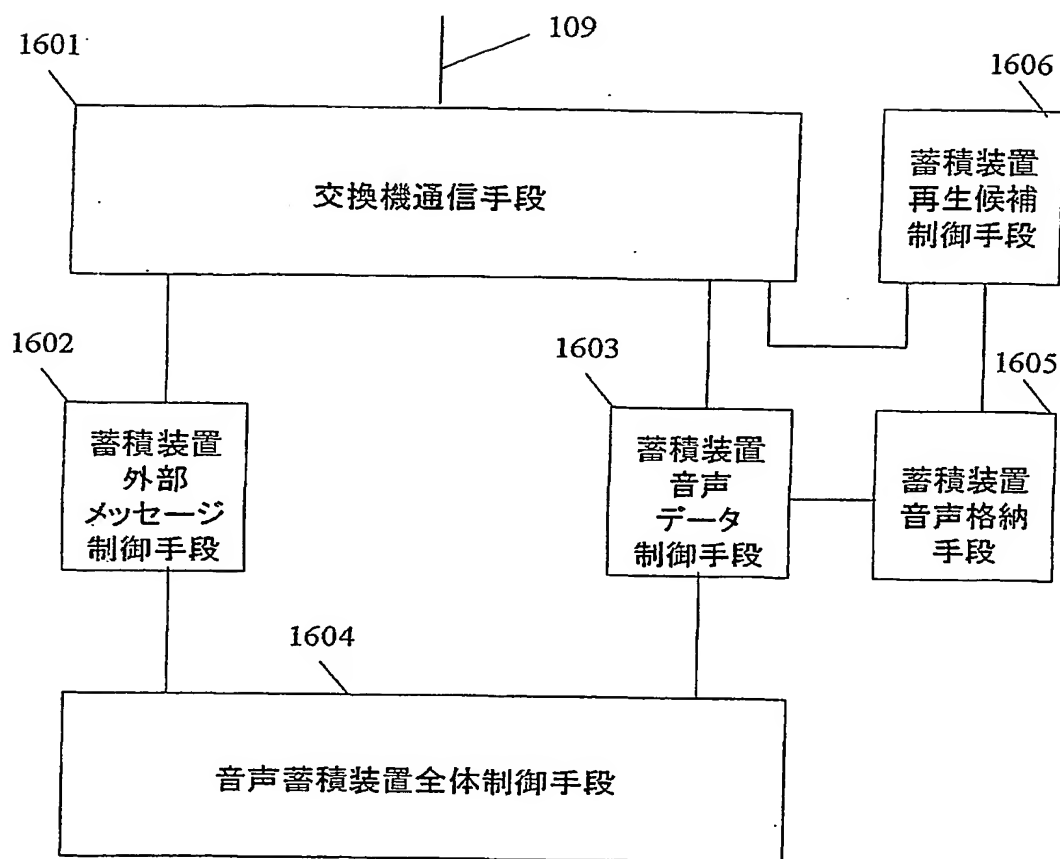 1601
109
1606
交換機通信手段
蓄積装置
再生候補
制御手段
1602
1603
1605
蓄積装置
外部
メッセージ
制御手段
蓄積装置
音声
データ
制御手段
蓄積装置
音声格納
手段
1604
音声蓄積装置全体制御手段